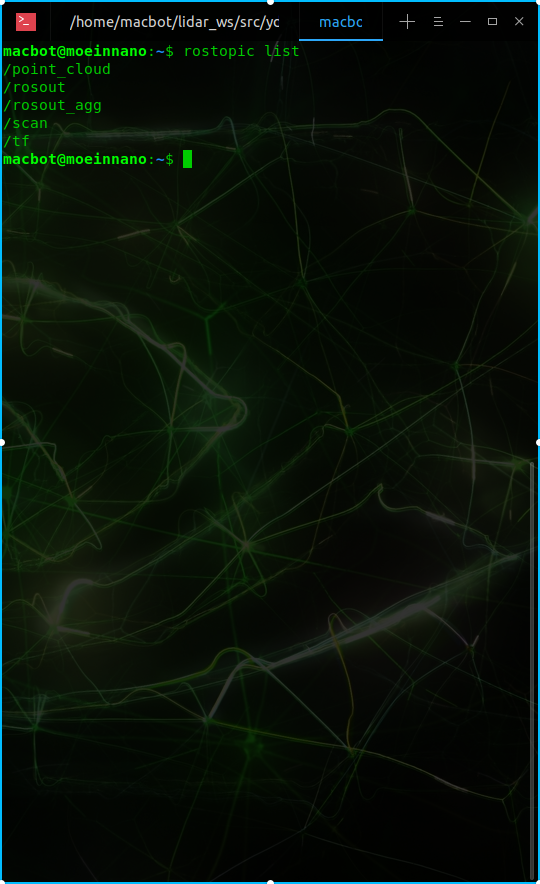 /home/macbot/lidar_ws/src/yc
macbc
macbot@moeinnano:~$ rostopic list
/point_cloud
/rosout
/rosout_agg
/scan
/tf
macbot@moeinnano:~$